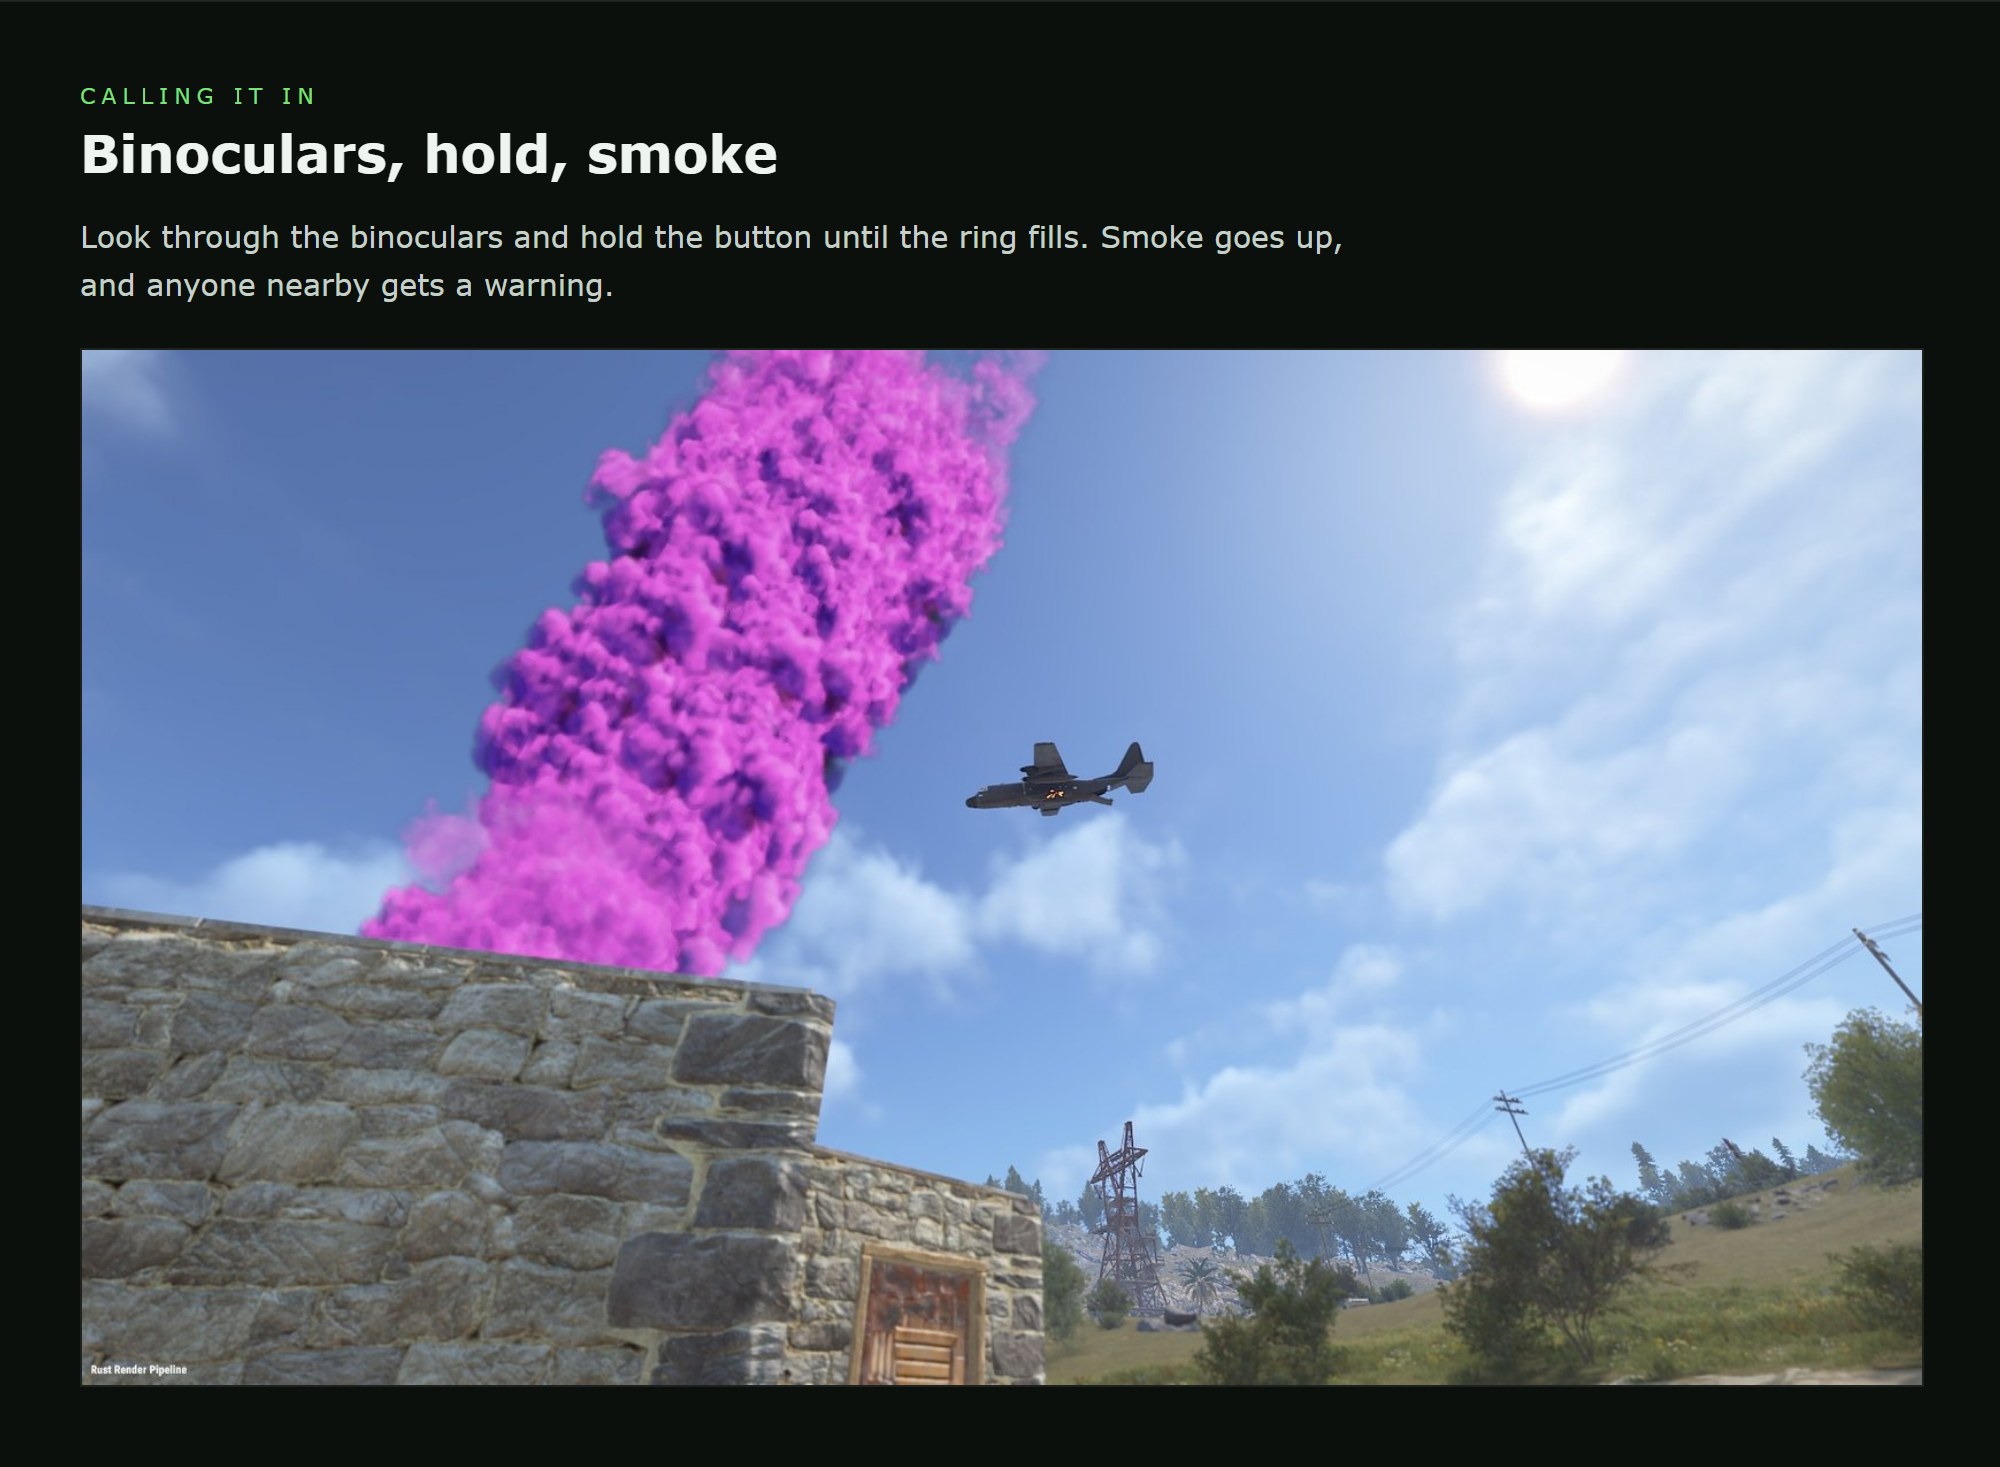 CALLING IT IN
Binoculars, hold, smoke
Look through the binoculars and hold the button until the ring fills. Smoke goes up,
and anyone nearby gets a warning.
Rust Render Pipeline